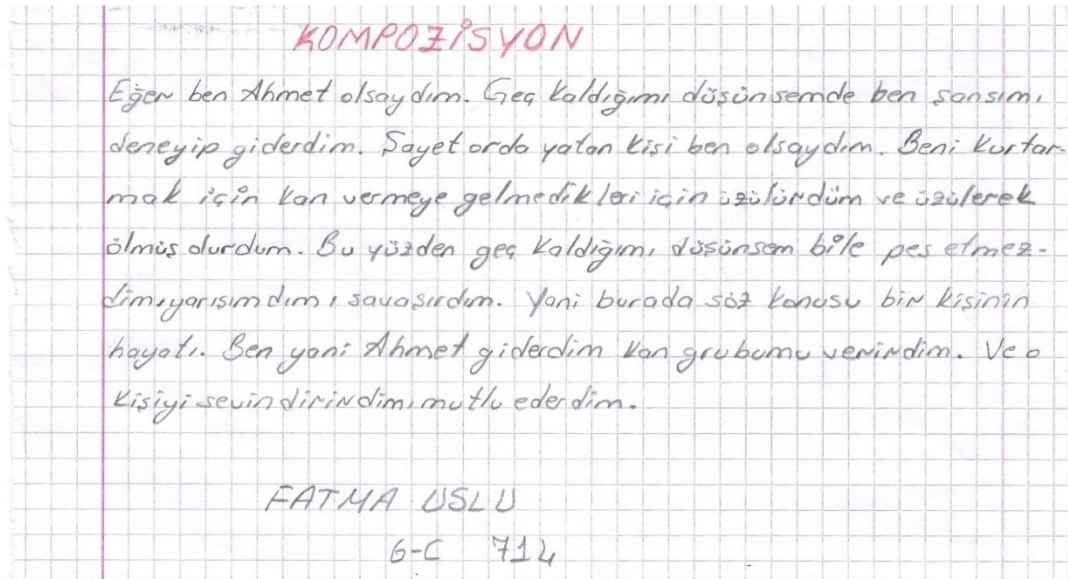 KOMPOZİSYON
Eğer ben Ahmet olsaydım. Geç kaldığımı düşünsemde ben şansımı
deneyip giderdim. Şayet orda yatan kişi ben olsaydım. Beni kurtar-
mak için kan vermeye gelmedikleri için üzülürdüm ve üzülerek
ölmüş olurdum. Bu yüzden geç kaldığımı düşünsem bile pes etmez-
dim, yarışımdım, savaşırdım. Yani burada söz konusu bir kişinin
hayatı. Ben yani Ahmet giderdim kan grubumu verirdim. Ve o
kişiyi sevindirirdim, mutlu ederdim.
FATMA USLU
6-C 714